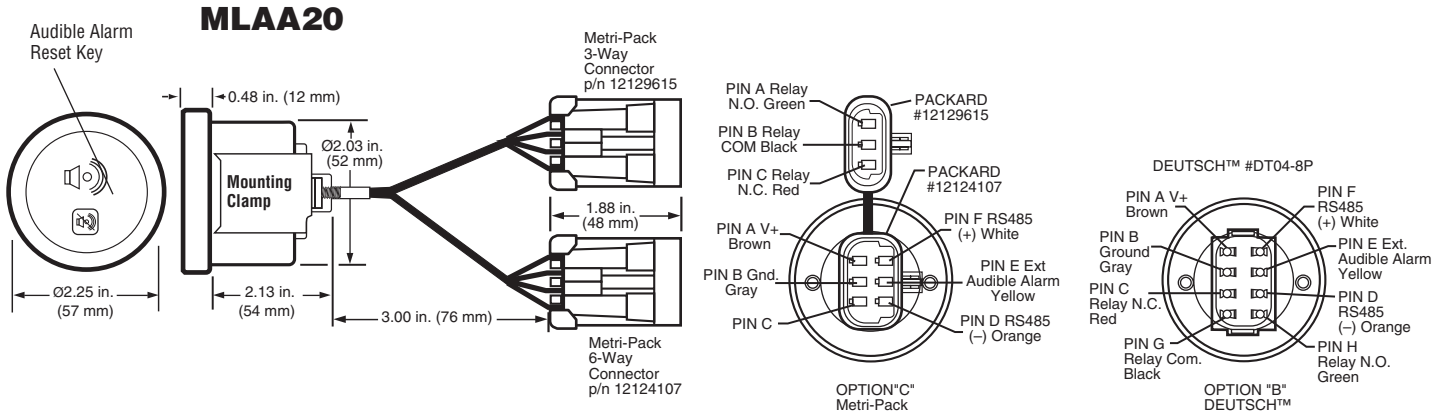 MLAA20
Audible Alarm
Reset Key
0.48 in. (12 mm)
Ø2.03 in.
(52 mm)
Mounting
Clamp
Ø2.25 in.
(57 mm)
2.13 in.
(54 mm)
3.00 in. (76 mm)
Metri-Pack
3-Way
Connector
p/n 12129615
1.88 in.
(48 mm)
Metri-Pack
6-Way
Connector
p/n 12124107
PIN A Relay
N.O. Green
PIN B Relay
COM Black
PIN C Relay
N.C. Red
PACKARD
#12129615
PACKARD
#12124107
PIN A V+
Brown
PIN B Gnd.
Gray
PIN C
PIN F RS485
(+) White
PIN E Ext
Audible Alarm
Yellow
PIN D RS485
(–) Orange
OPTION"C"
Metri-Pack
DEUTSCH™ #DT04-8P
PIN A V+
Brown
PIN B
Ground
Gray
PIN C
Relay N.C.
Red
PIN G
Relay Com.
Black
PIN F
RS485
(+) White
PIN E Ext.
Audible Alarm
Yellow
PIN D
RS485
(–) Orange
PIN H
Relay N.O.
Green
OPTION "B"
DEUTSCH™